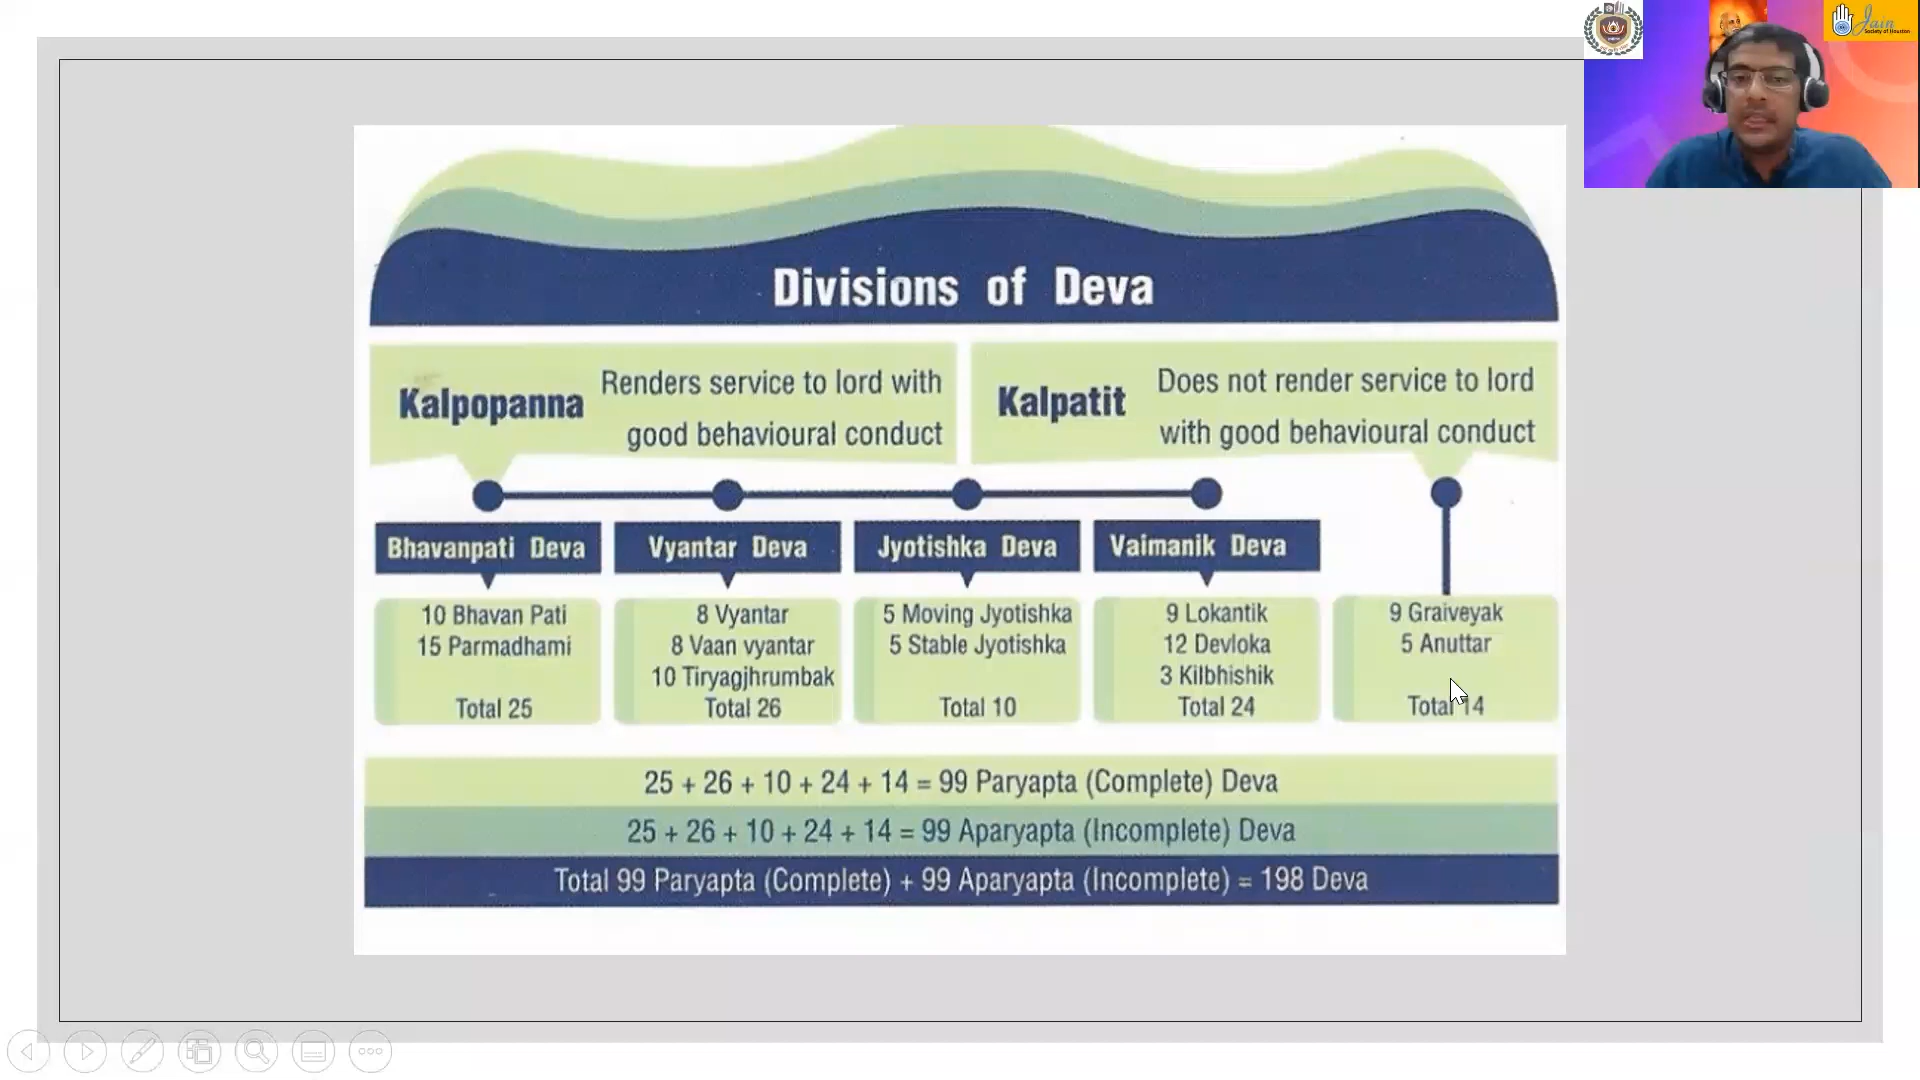 Jain
Society of Houston
Divisions of Deva
Kalpopanna
Renders service to lord with
good behavioural conduct
Kalpatit
Does not render service to lord
with good behavioural conduct
Bhavanpati Deva
10 Bhavan Pati
15 Parmadhami
Total 25
Vyantar Deva
8 Vyantar
8 Vaan vyantar
10 Tiryagjhrumbak
Total 26
Jyotishka Deva
5 Moving Jyotishka
5 Stable Jyotishka
Total 10
Vaimanik Deva
9 Lokantik
12 Devloka
3 Kilbhishik
Total 24
9 Graiveyak
5 Anuttar
Total 14
25 + 26 + 10 + 24 + 14 = 99 Paryapta (Complete) Deva
25 + 26 + 10 + 24 + 14 = 99 Aparyapta (Incomplete) Deva
Total 99 Paryapta (Complete) + 99 Aparyapta (Incomplete) = 198 Deva